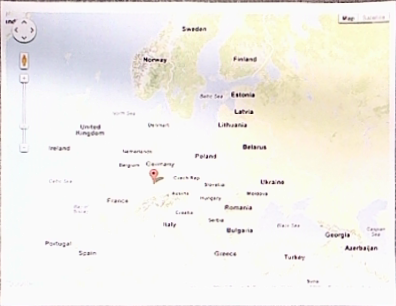 Sweden
Map Satellite
Norway
Finland
Baltic Sea
Estonia
North Sea
Latvia
Denmark
Lithuania
United
Kingdom
Ireland
Netherlands
Belarus
Poland
Belgium
Germany
Celtic Sea
Czech Rep
Ukraine
Slovakia
Austria
Moldova
France
Hungary
Romania
Croatia
Serbia
Italy
Bulgaria
Black Sea
Georgia
Caspian
Sea
Portugal
Azerbaijan
Spain
Greece
Turkey